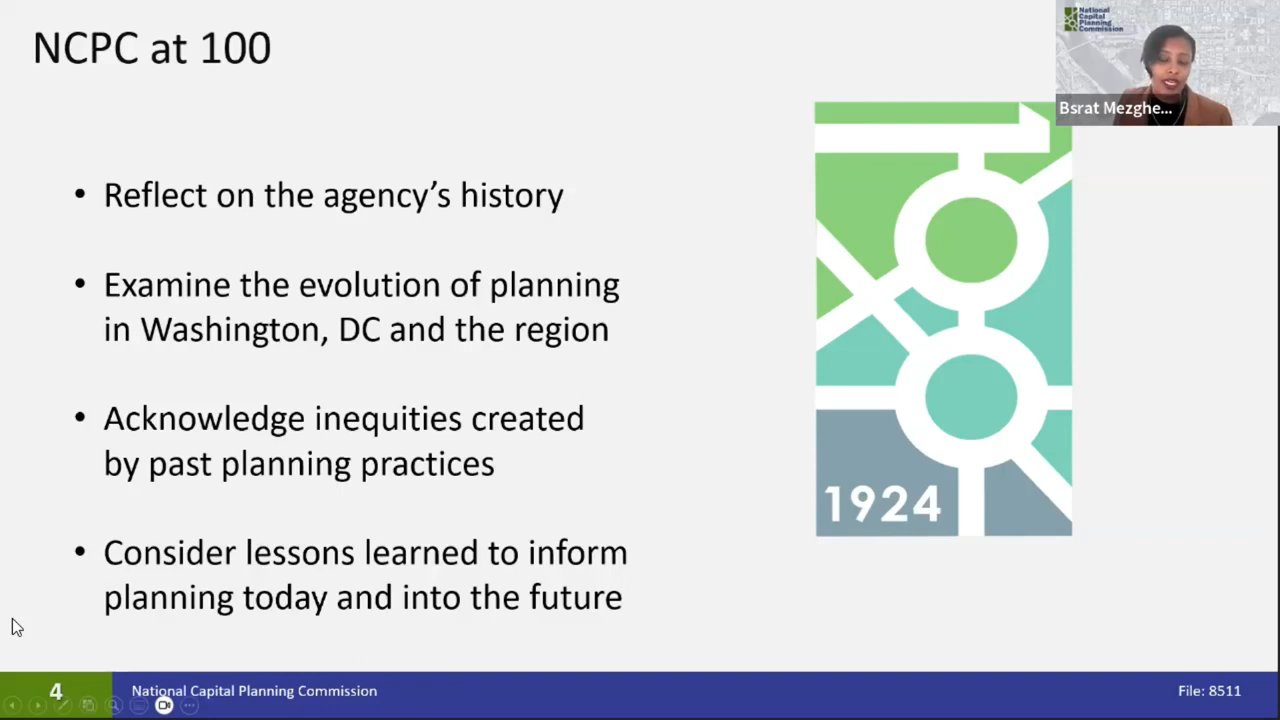 NCPC at 100
National
Capital
Planning
Commission
Bsrat Mezghe...
• Reflect on the agency’s history
• Examine the evolution of planning
in Washington, DC and the region
• Acknowledge inequities created
by past planning practices
• Consider lessons learned to inform
planning today and into the future
1924
4
National Capital Planning Commission
File: 8511